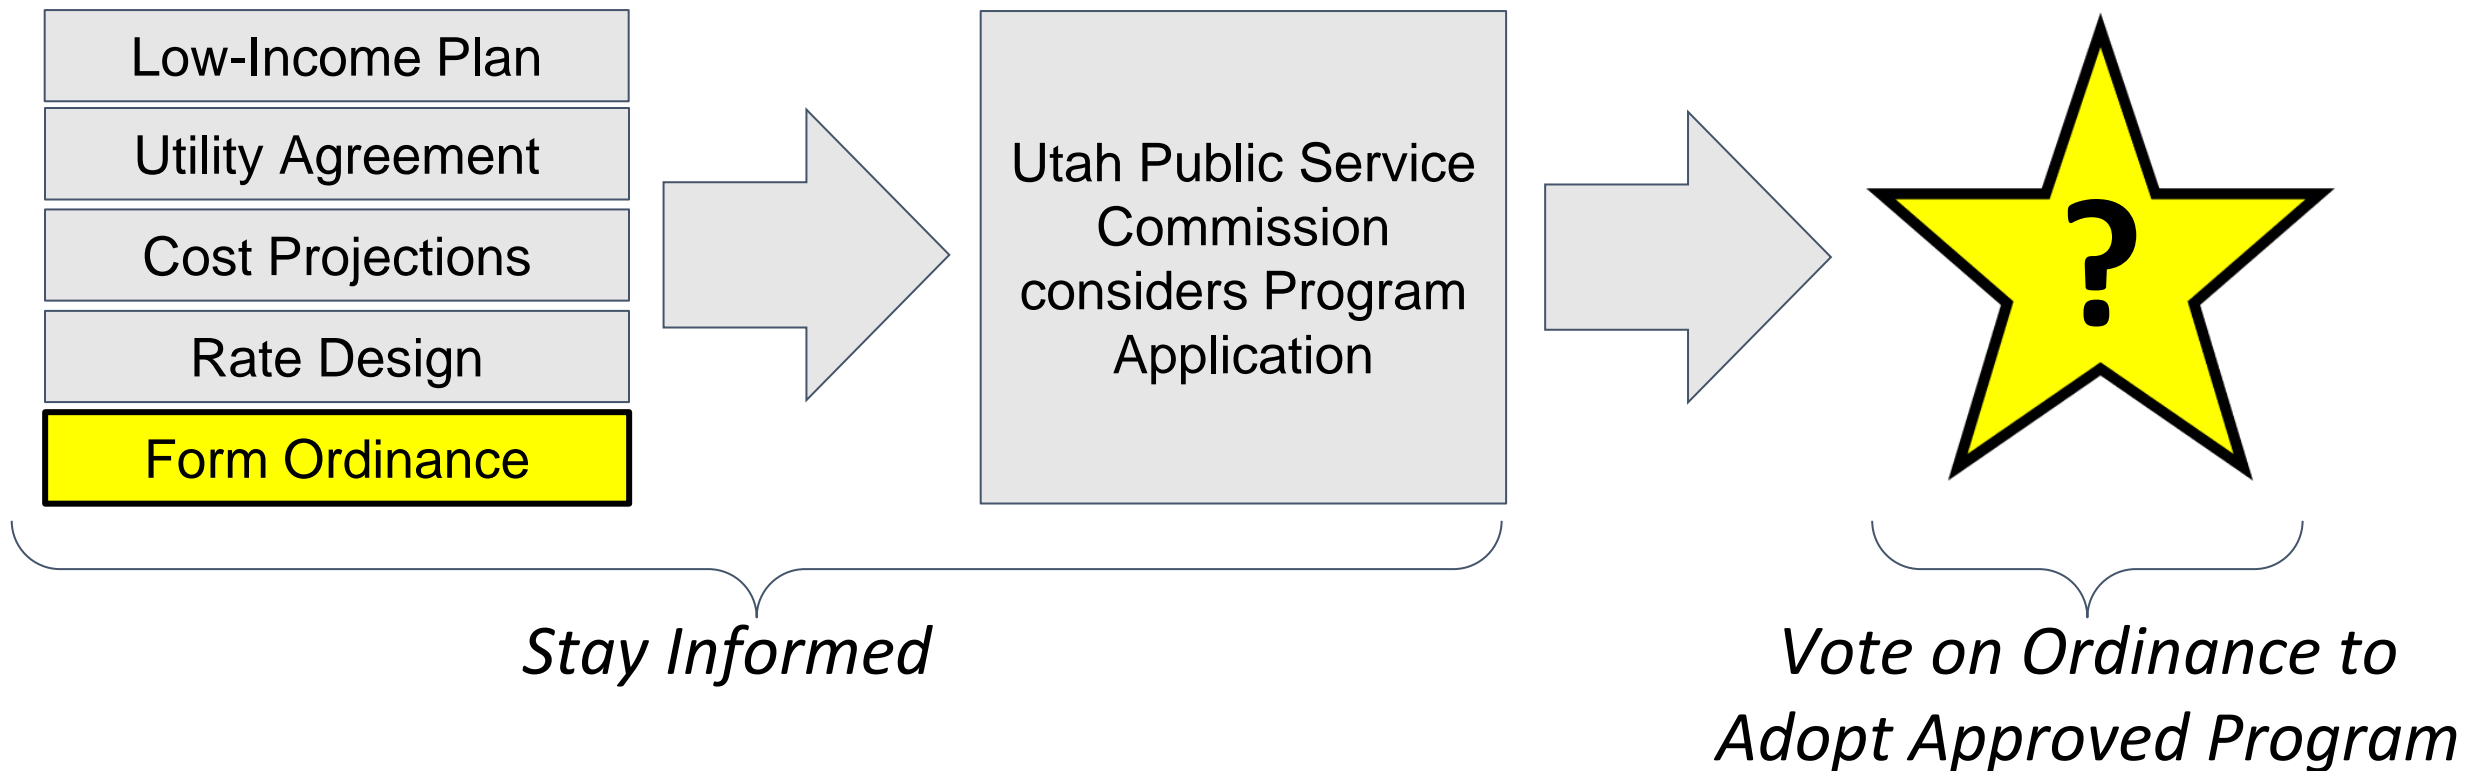 Low-Income Plan
Utility Agreement
Cost Projections
Rate Design
Form Ordinance
Utah Public Service
Commission
considers Program
Application
?
Stay Informed
Vote on Ordinance to
Adopt Approved Program